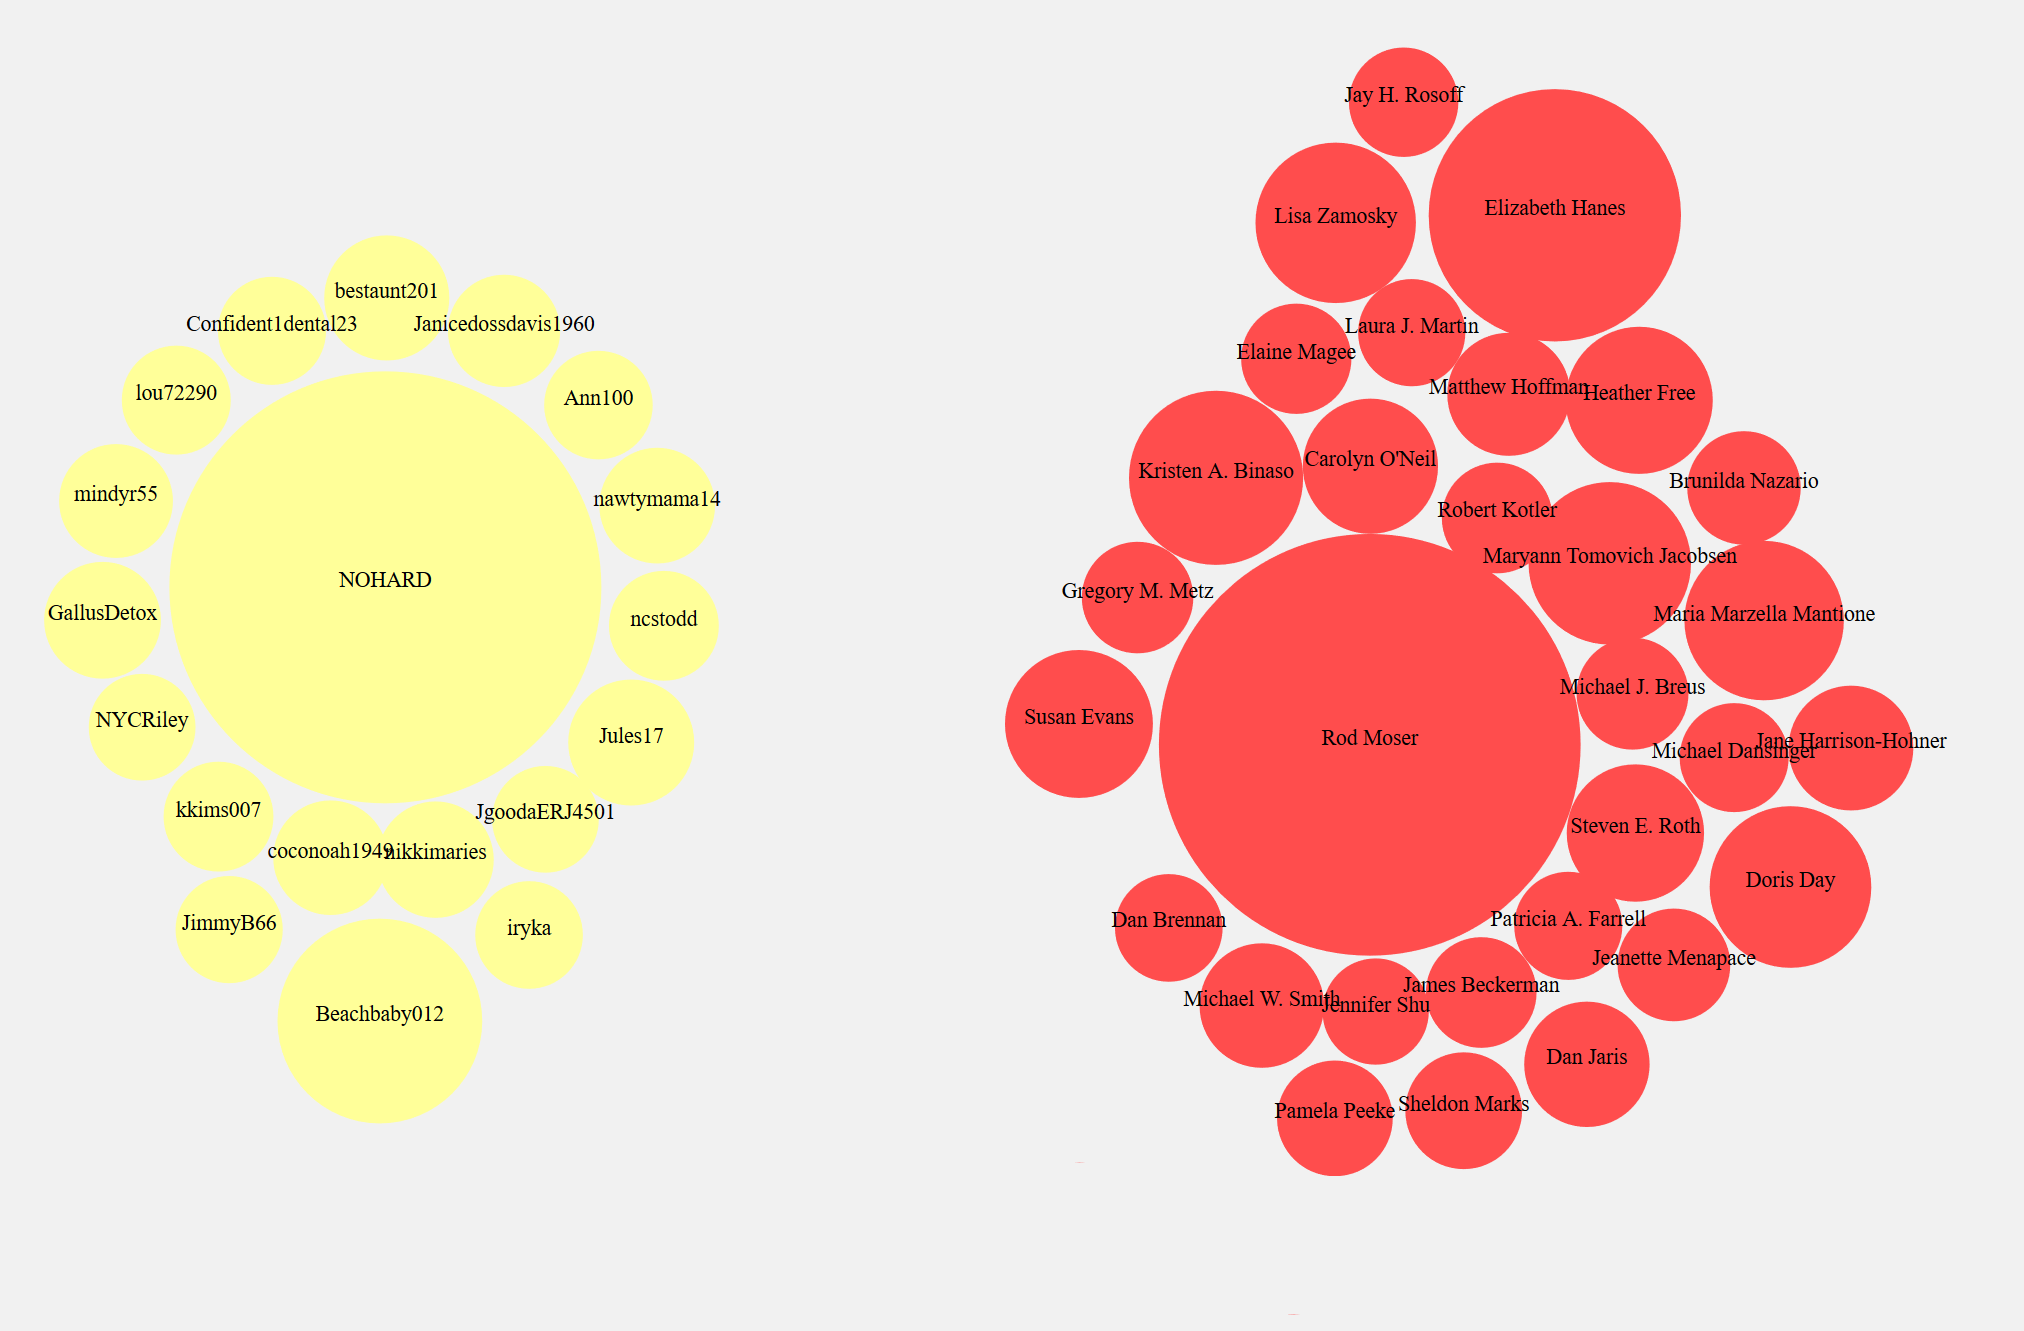 bestaunt201
Confident1dental23
Janicedossdavis1960
lou72290
Ann100
mindyr55
nawtymama14
NOHARD
GallusDetox
ncstodd
NYCRiley
Jules17
kkims007
JgoodaERJ4501
coconoah1949
nikkimaries
JimmyB66
iryka
Beachbaby012
Jay H. Rosoff
Elizabeth Hanes
Lisa Zamosky
Laura J. Martin
Elaine Magee
Matthew Hoffman
Heather Free
Carolyn O'Neil
Kristen A. Binaso
Brunilda Nazario
Robert Kotler
Maryann Tomovich Jacobsen
Gregory M. Metz
Maria Marzella Mantione
Michael J. Breus
Susan Evans
Rod Moser
Jane Harrison-Hohner
Michael Dansinger
Steven E. Roth
Doris Day
Dan Brennan
Patricia A. Farrell
Jeanette Menapace
James Beckerman
Michael W. Smith
Jennifer Shu
Dan Jaris
Sheldon Marks
Pamela Peeke